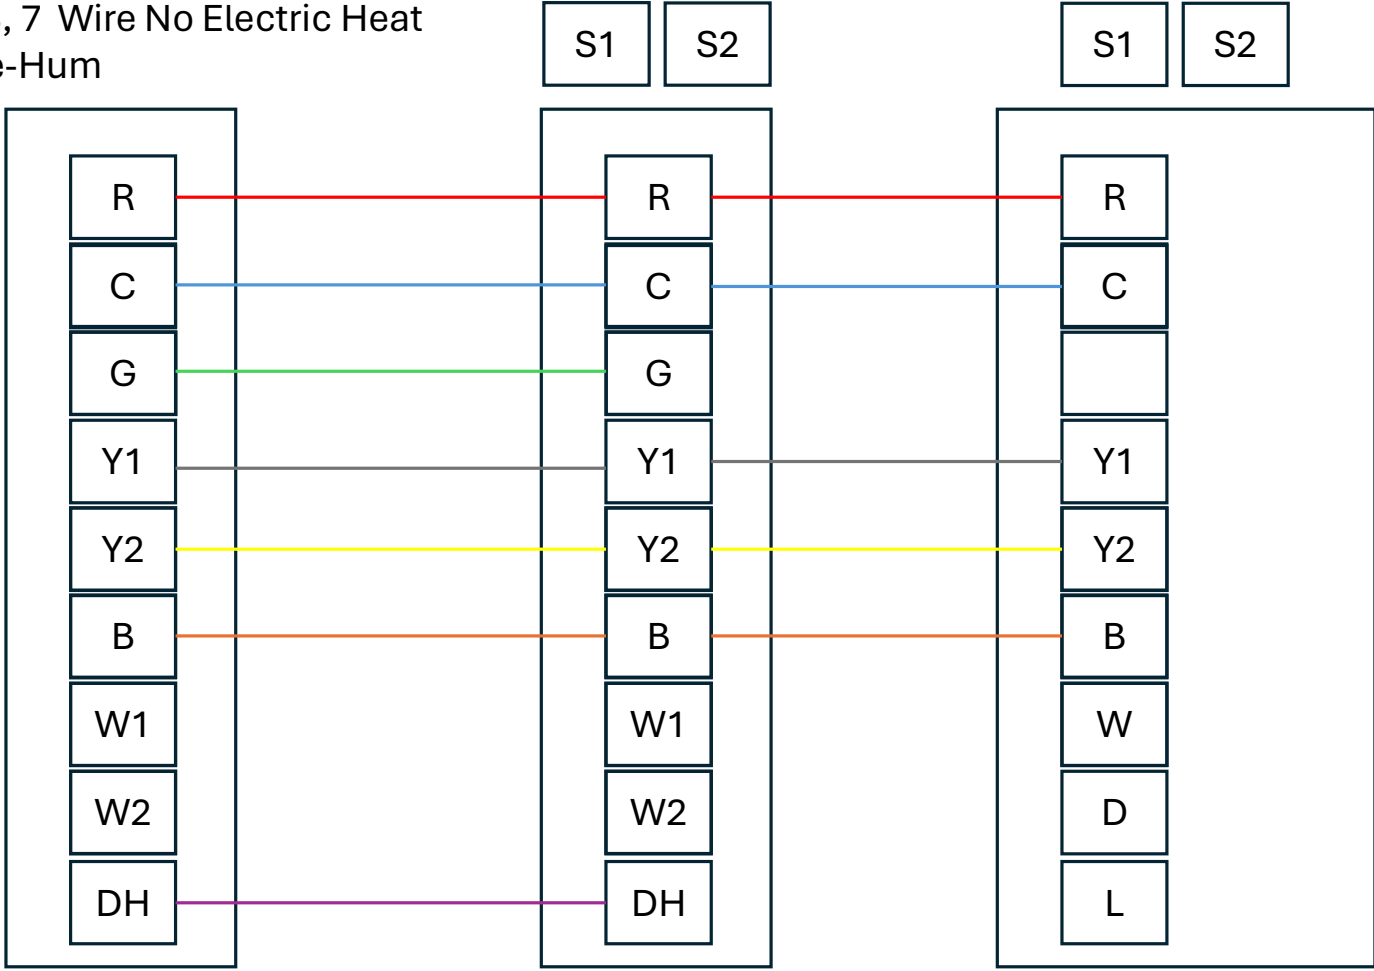 , 7 Wire No Electric Heat
e-Hum
S1 S2
S1 S2
R R R
C C C
G G
Y1 Y1 Y1
Y2 Y2 Y2
B B B
W1 W1 W
W2 W2 D
DH DH L